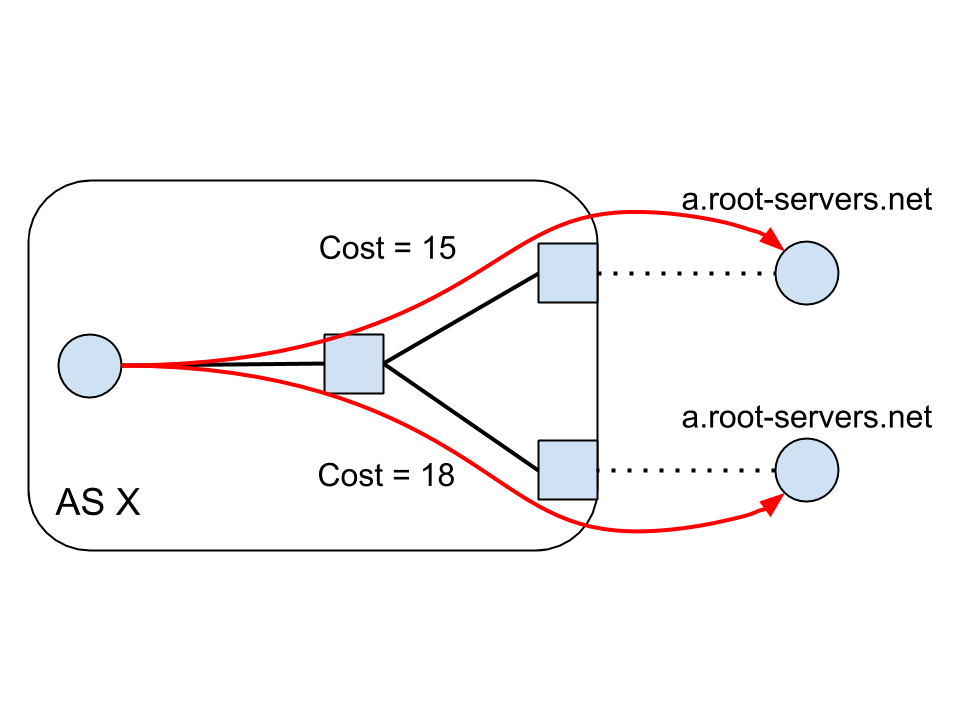 a.root-servers.net
Cost = 15
a.root-servers.net
Cost = 18
AS X